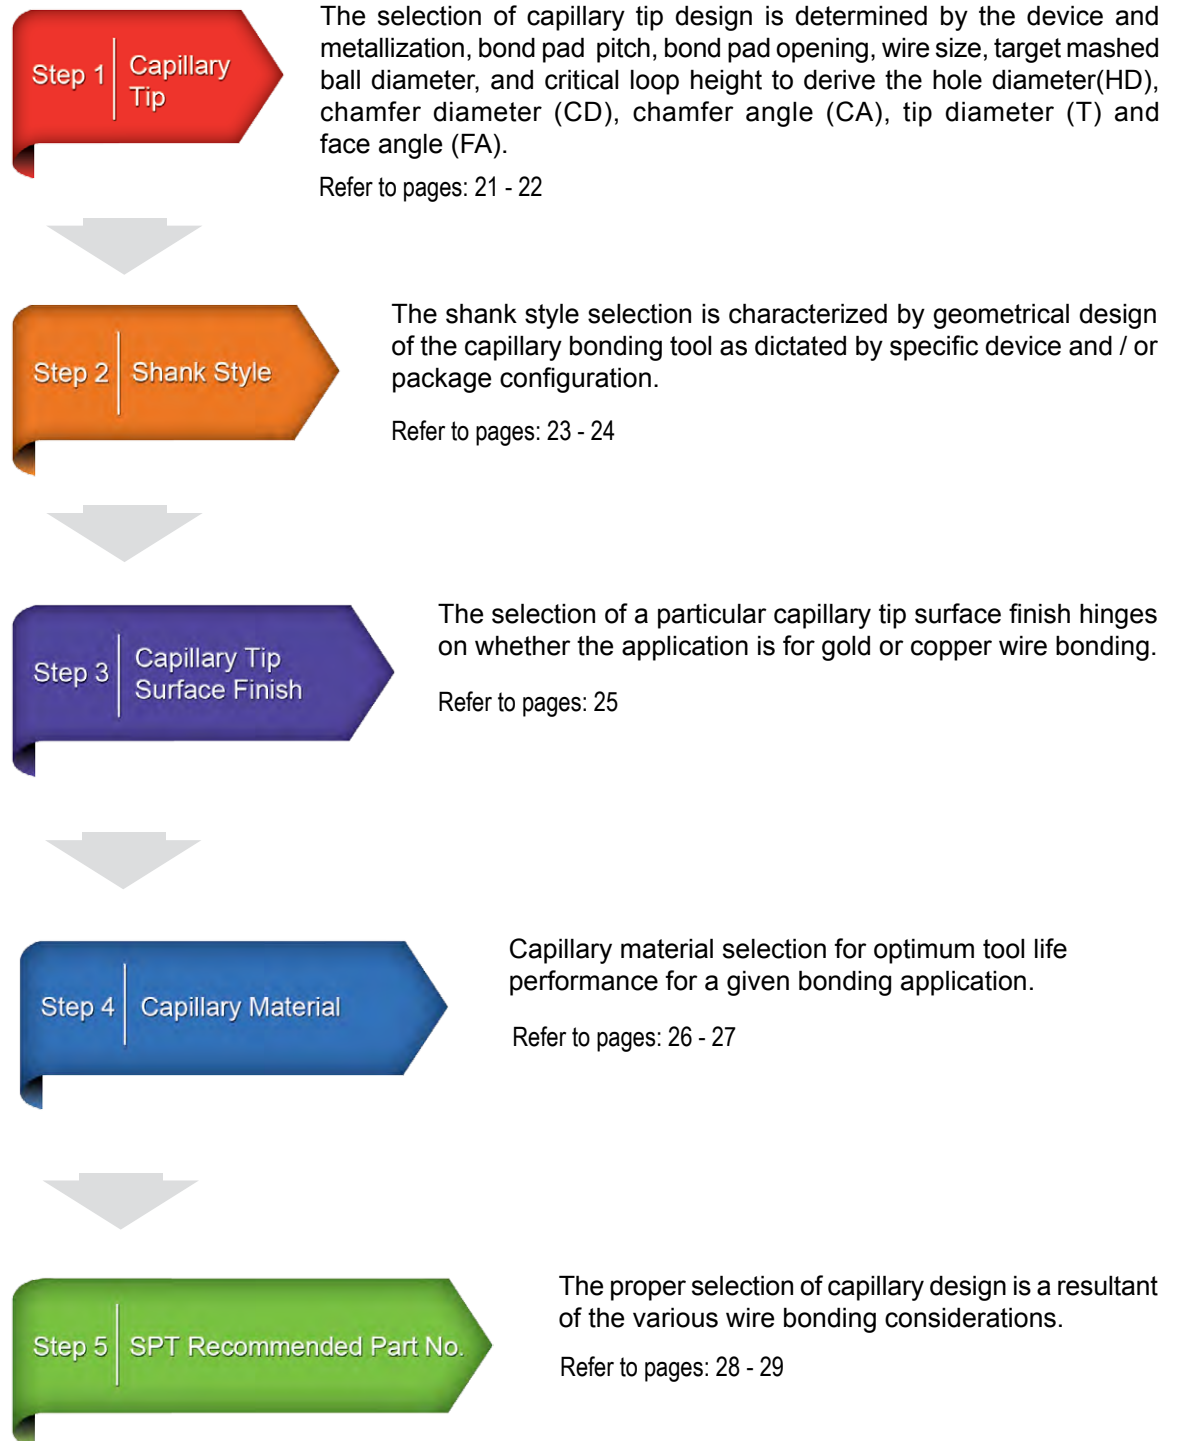 Step 1
Capillary
Tip
The selection of capillary tip design is determined by the device and
metallization, bond pad pitch, bond pad opening, wire size, target mashed
ball diameter, and critical loop height to derive the hole diameter(HD),
chamfer diameter (CD), chamfer angle (CA), tip diameter (T) and
face angle (FA).
Refer to pages: 21 - 22
Step 2
Shank Style
The shank style selection is characterized by geometrical design
of the capillary bonding tool as dictated by specific device and / or
package configuration.
Refer to pages: 23 - 24
Step 3
Capillary Tip
Surface Finish
The selection of a particular capillary tip surface finish hinges
on whether the application is for gold or copper wire bonding.
Refer to pages: 25
Step 4
Capillary Material
Capillary material selection for optimum tool life
performance for a given bonding application.
Refer to pages: 26 - 27
Step 5
SPT Recommended Part No.
The proper selection of capillary design is a resultant
of the various wire bonding considerations.
Refer to pages: 28 - 29